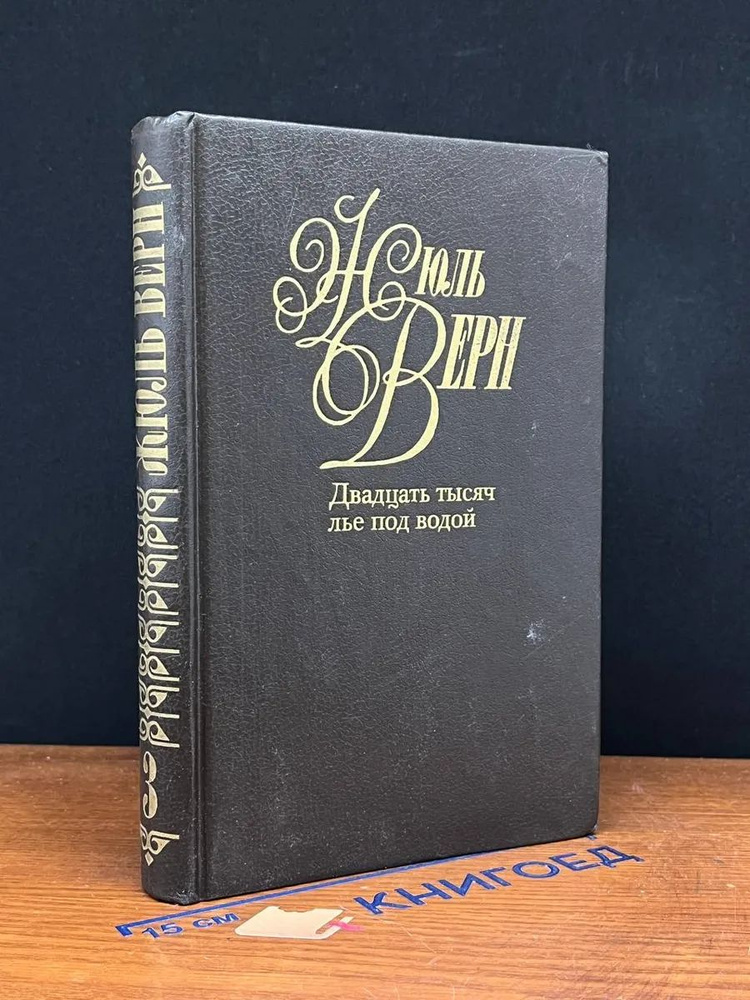 Жюль
Верн
Двадцать тысяч
лье под водой
ЖЮЛЬ ВЕРН
3
15 см
КНИГОЕД